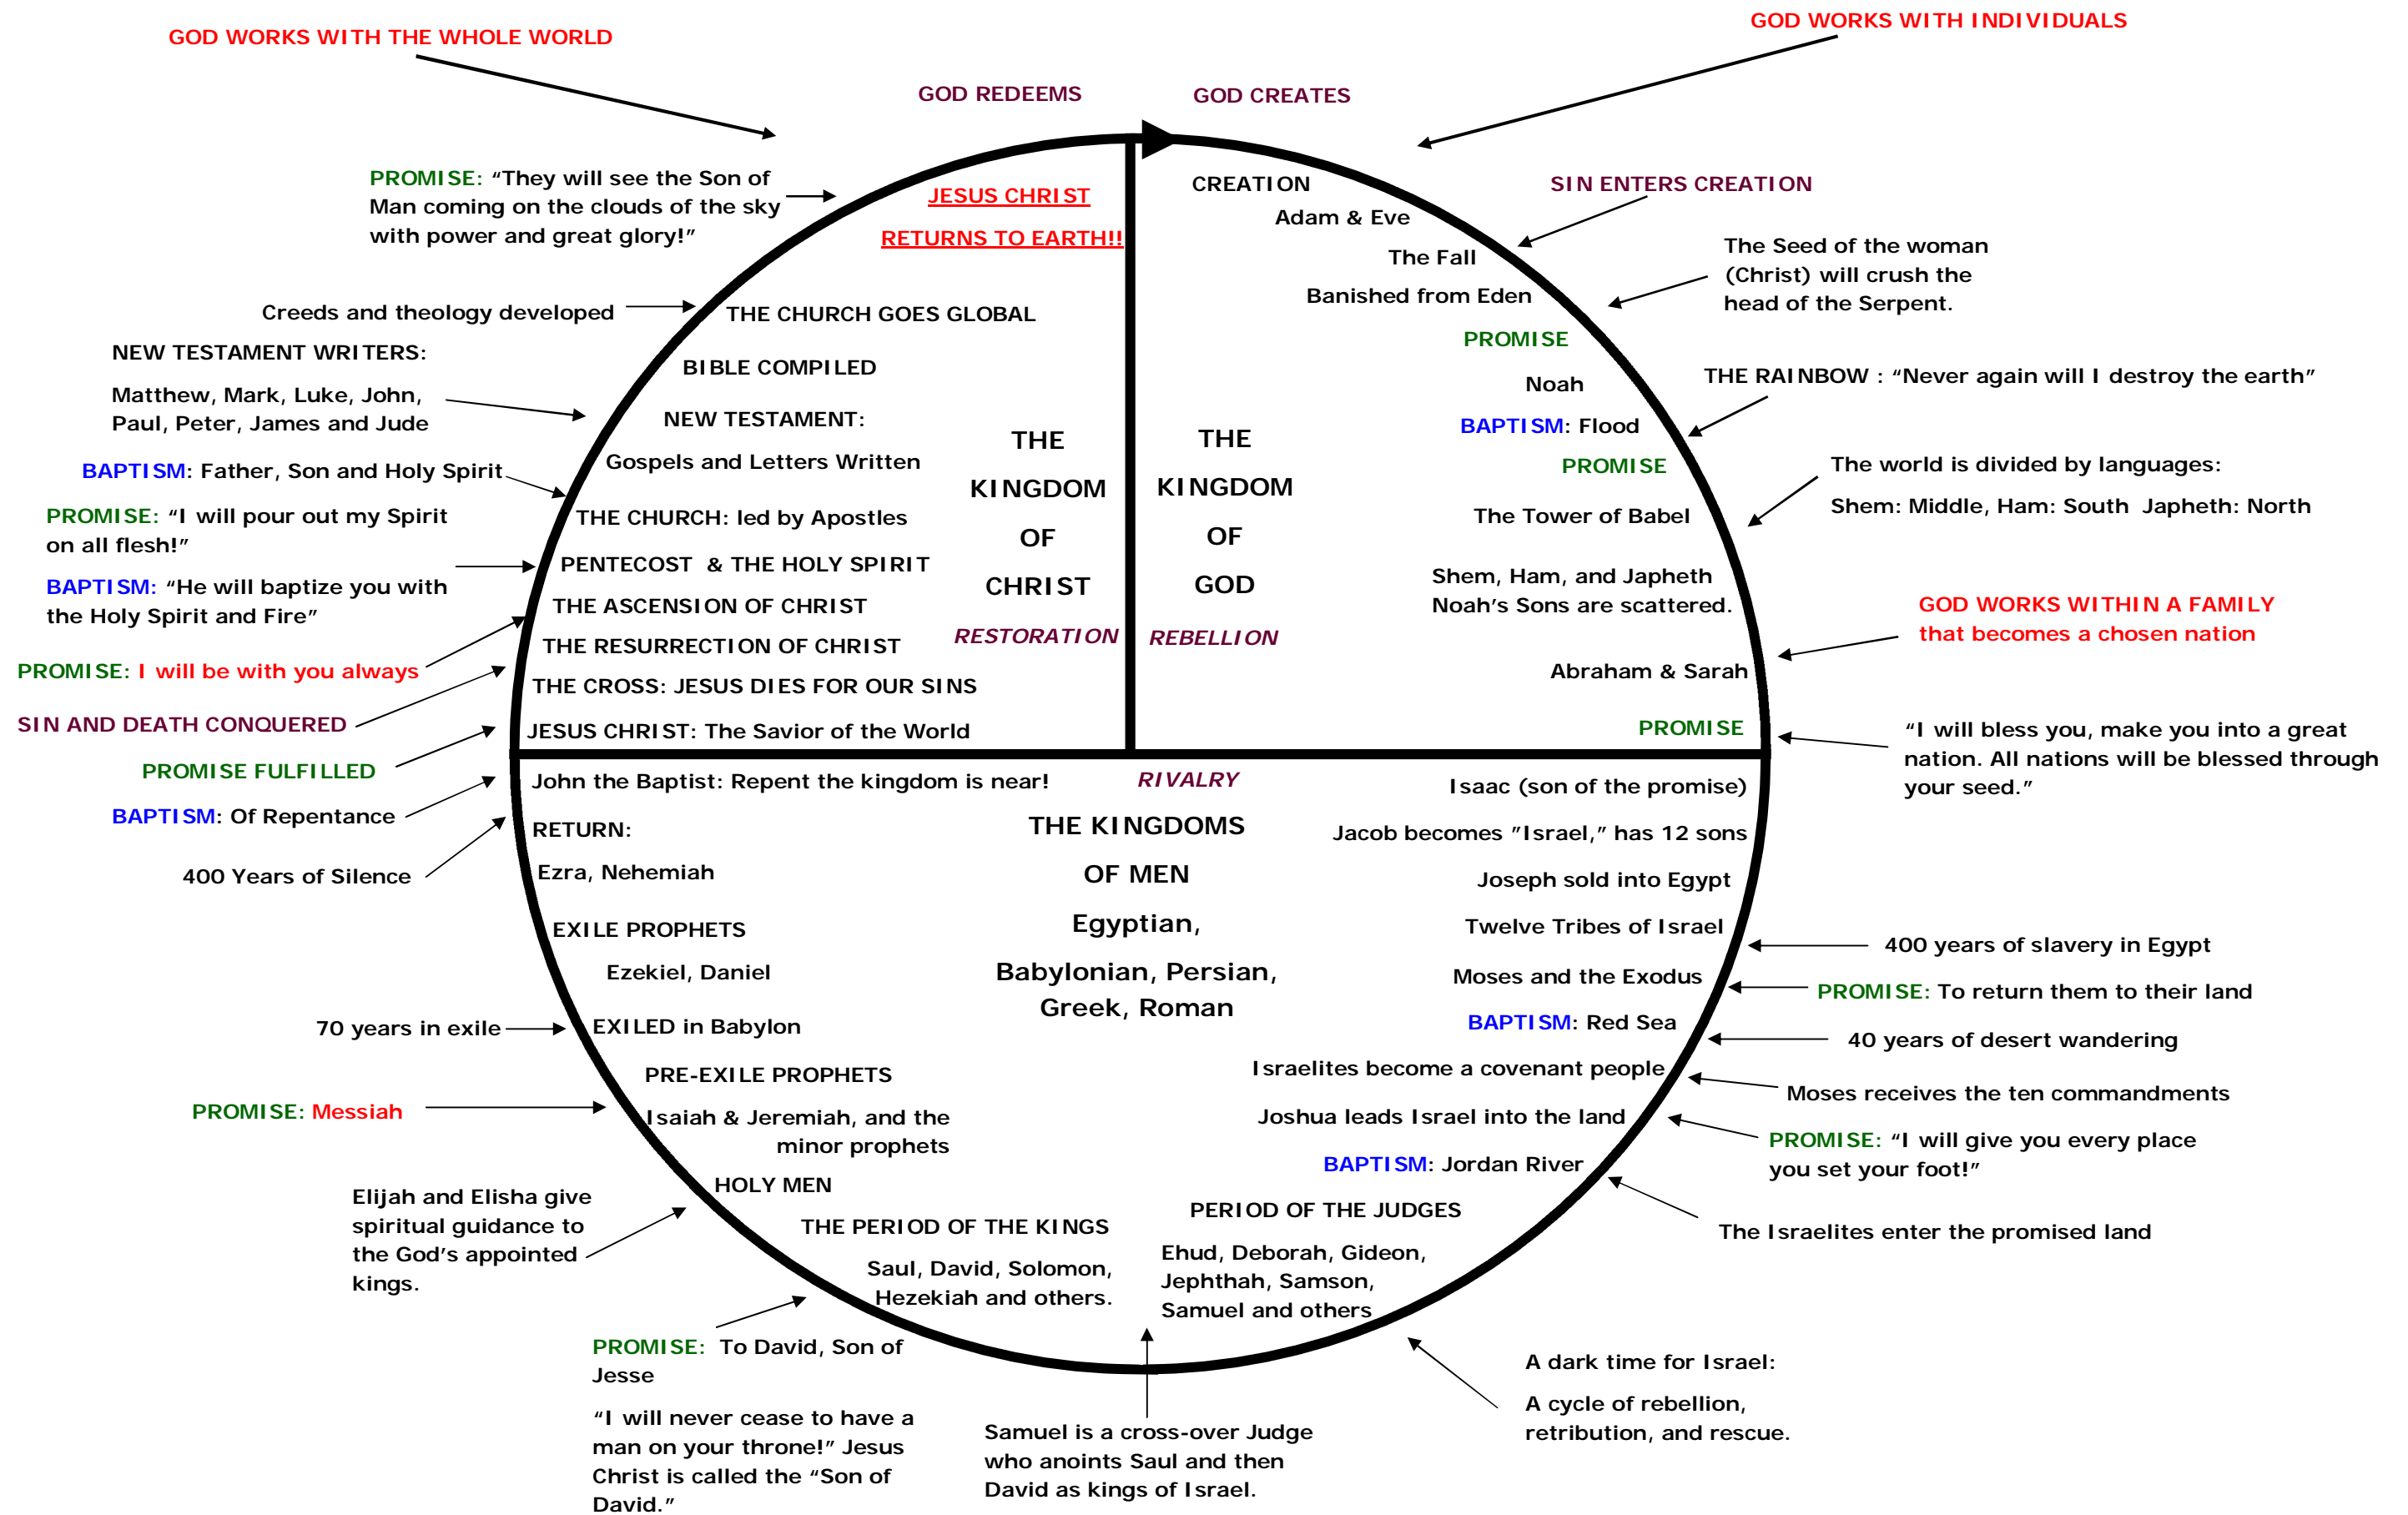 GOD WORKS WITH THE WHOLE WORLD
GOD WORKS WITH INDIVIDUALS
GOD REDEEMS
GOD CREATES
CREATION
Adam & Eve
SIN ENTERS CREATION
The Fall
Banished from Eden
The Seed of the woman
(Christ) will crush the
head of the Serpent.
PROMISE
Noah
THE RAINBOW : “Never again will I destroy the earth”
BAPTISM: Flood
PROMISE
The world is divided by languages:
Shem: Middle, Ham: South  Japheth: North
The Tower of Babel
Shem, Ham, and Japheth
Noah’s Sons are scattered.
GOD WORKS WITHIN A FAMILY
that becomes a chosen nation
Abraham & Sarah
PROMISE
“I will bless you, make you into a great
nation. All nations will be blessed through
your seed.”
THE
KINGDOM
OF
GOD
REBELLION
Isaac (son of the promise)
Jacob becomes ”Israel,” has 12 sons
Joseph sold into Egypt
Twelve Tribes of Israel
400 years of slavery in Egypt
Moses and the Exodus
PROMISE: To return them to their land
BAPTISM: Red Sea
40 years of desert wandering
Israelites become a covenant people
Moses receives the ten commandments
Joshua leads Israel into the land
PROMISE: “I will give you every place
you set your foot!”
BAPTISM: Jordan River
The Israelites enter the promised land
PERIOD OF THE JUDGES
Ehud, Deborah, Gideon,
Jephthah, Samson,
Samuel and others
A dark time for Israel:
A cycle of rebellion,
retribution, and rescue.
Samuel is a cross-over Judge
who anoints Saul and then
David as kings of Israel.
RIVALRY
THE KINGDOMS
OF MEN
Egyptian,
Babylonian, Persian,
Greek, Roman
THE PERIOD OF THE KINGS
Saul, David, Solomon,
Hezekiah and others.
PROMISE:  To David, Son of
Jesse
“I will never cease to have a
man on your throne!” Jesus
Christ is called the “Son of
David.”
HOLY MEN
Elijah and Elisha give
spiritual guidance to
the God’s appointed
kings.
PRE-EXILE PROPHETS
Isaiah & Jeremiah, and the
minor prophets
PROMISE: Messiah
EXILED in Babylon
70 years in exile
EXILE PROPHETS
Ezekiel, Daniel
RETURN:
Ezra, Nehemiah
400 Years of Silence
John the Baptist: Repent the kingdom is near!
BAPTISM: Of Repentance
JESUS CHRIST: The Savior of the World
PROMISE FULFILLED
THE CROSS: JESUS DIES FOR OUR SINS
SIN AND DEATH CONQUERED
THE RESURRECTION OF CHRIST
PROMISE: I will be with you always
THE ASCENSION OF CHRIST
PENTECOST  & THE HOLY SPIRIT
PROMISE: “I will pour out my Spirit
on all flesh!”
BAPTISM: “He will baptize you with
the Holy Spirit and Fire”
THE CHURCH: led by Apostles
BAPTISM: Father, Son and Holy Spirit
NEW TESTAMENT:
Gospels and Letters Written
NEW TESTAMENT WRITERS:
Matthew, Mark, Luke, John,
Paul, Peter, James and Jude
BIBLE COMPILED
THE CHURCH GOES GLOBAL
Creeds and theology developed
JESUS CHRIST
RETURNS TO EARTH!!
PROMISE: “They will see the Son of
Man coming on the clouds of the sky
with power and great glory!”
THE
KINGDOM
OF
CHRIST
RESTORATION